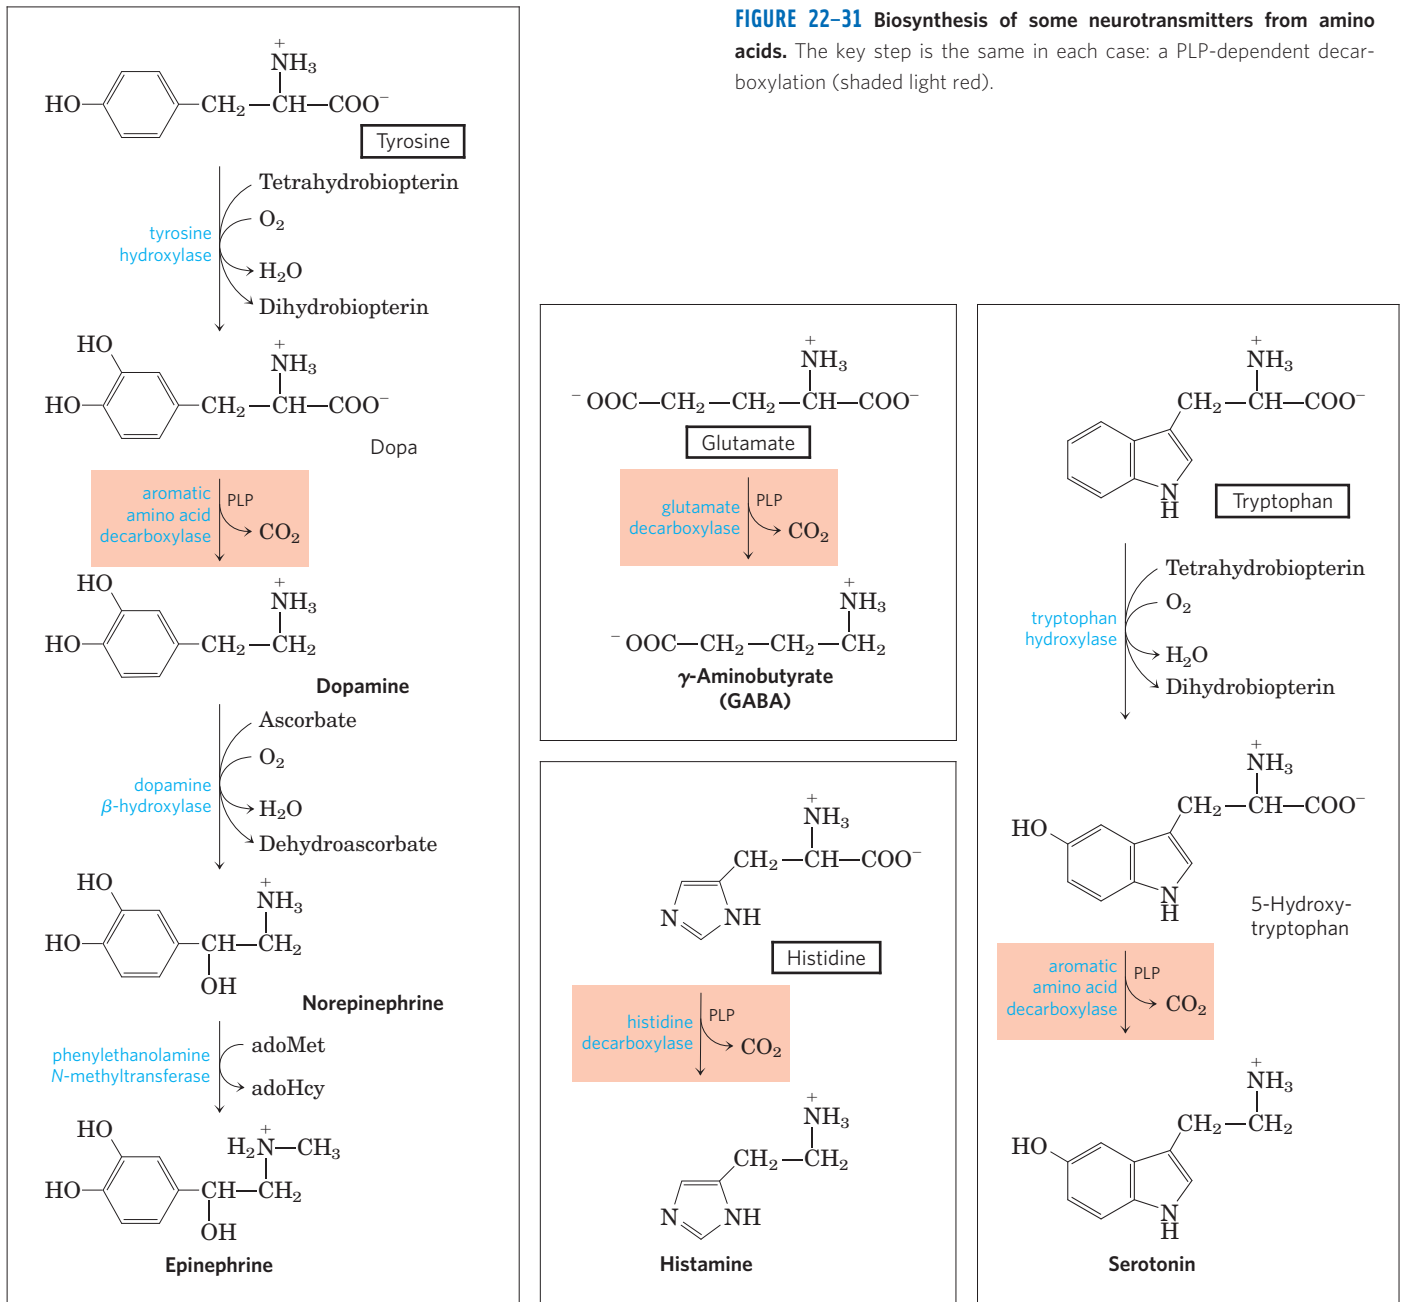 FIGURE 22–31 Biosynthesis of some neurotransmitters from amino
acids. The key step is the same in each case: a PLP-dependent decar-
boxylation (shaded light red).
+
NH₃
HO
CH₂—CH—COO⁻
Tyrosine
Tetrahydrobiopterin
O₂
tyrosine
hydroxylase
H₂O
Dihydrobiopterin
HO
+
NH₃
HO
CH₂—CH—COO⁻
Dopa
aromatic
amino acid
decarboxylase
PLP
CO₂
HO
+
NH₃
HO
CH₂—CH₂
Dopamine
Ascorbate
O₂
dopamine
β-hydroxylase
H₂O
Dehydroascorbate
HO
+
NH₃
HO
CH—CH₂
OH
Norepinephrine
phenylethanolamine
N-methyltransferase
adoMet
adoHcy
HO
+
H₂N—CH₃
HO
CH—CH₂
OH
Epinephrine
+
NH₃
⁻OOC—CH₂—CH₂—CH—COO⁻
Glutamate
glutamate
decarboxylase
PLP
CO₂
+
NH₃
⁻OOC—CH₂—CH₂—CH₂
γ-Aminobutyrate
(GABA)
+
NH₃
CH₂—CH—COO⁻
N
NH
Histidine
histidine
decarboxylase
PLP
CO₂
+
NH₃
CH₂—CH₂
N
NH
Histamine
+
NH₃
CH₂—CH—COO⁻
N
H
Tryptophan
Tetrahydrobiopterin
O₂
tryptophan
hydroxylase
H₂O
Dihydrobiopterin
+
NH₃
CH₂—CH—COO⁻
HO
N
H
5-Hydroxy-
tryptophan
aromatic
amino acid
decarboxylase
PLP
CO₂
+
NH₃
CH₂—CH₂
HO
N
H
Serotonin